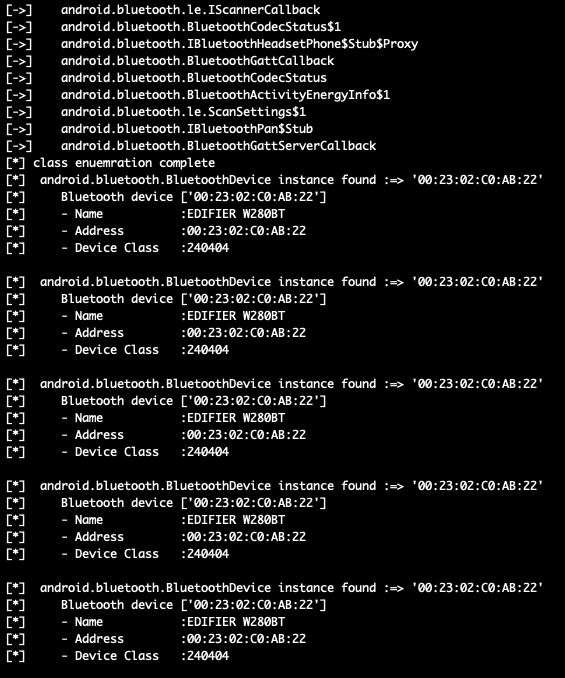 [->]    android.bluetooth.le.IScannerCallback
[->]    android.bluetooth.BluetoothCodecStatus$1
[->]    android.bluetooth.IBluetoothHeadsetPhone$Stub$Proxy
[->]    android.bluetooth.BluetoothGattCallback
[->]    android.bluetooth.BluetoothCodecStatus
[->]    android.bluetooth.BluetoothActivityEnergyInfo$1
[->]    android.bluetooth.le.ScanSettings$1
[->]    android.bluetooth.IBluetoothPan$Stub
[->]    android.bluetooth.BluetoothGattServerCallback
[*] class enuemration complete
[*]  android.bluetooth.BluetoothDevice instance found :=> '00:23:02:C0:AB:22'
[*]     Bluetooth device ['00:23:02:C0:AB:22']
[*]     - Name         :EDIFIER W280BT
[*]     - Address      :00:23:02:C0:AB:22
[*]     - Device Class   :240404
[*]  android.bluetooth.BluetoothDevice instance found :=> '00:23:02:C0:AB:22'
[*]     Bluetooth device ['00:23:02:C0:AB:22']
[*]     - Name         :EDIFIER W280BT
[*]     - Address      :00:23:02:C0:AB:22
[*]     - Device Class   :240404
[*]  android.bluetooth.BluetoothDevice instance found :=> '00:23:02:C0:AB:22'
[*]     Bluetooth device ['00:23:02:C0:AB:22']
[*]     - Name         :EDIFIER W280BT
[*]     - Address      :00:23:02:C0:AB:22
[*]     - Device Class   :240404
[*]  android.bluetooth.BluetoothDevice instance found :=> '00:23:02:C0:AB:22'
[*]     Bluetooth device ['00:23:02:C0:AB:22']
[*]     - Name         :EDIFIER W280BT
[*]     - Address      :00:23:02:C0:AB:22
[*]     - Device Class   :240404
[*]  android.bluetooth.BluetoothDevice instance found :=> '00:23:02:C0:AB:22'
[*]     Bluetooth device ['00:23:02:C0:AB:22']
[*]     - Name         :EDIFIER W280BT
[*]     - Address      :00:23:02:C0:AB:22
[*]     - Device Class   :240404